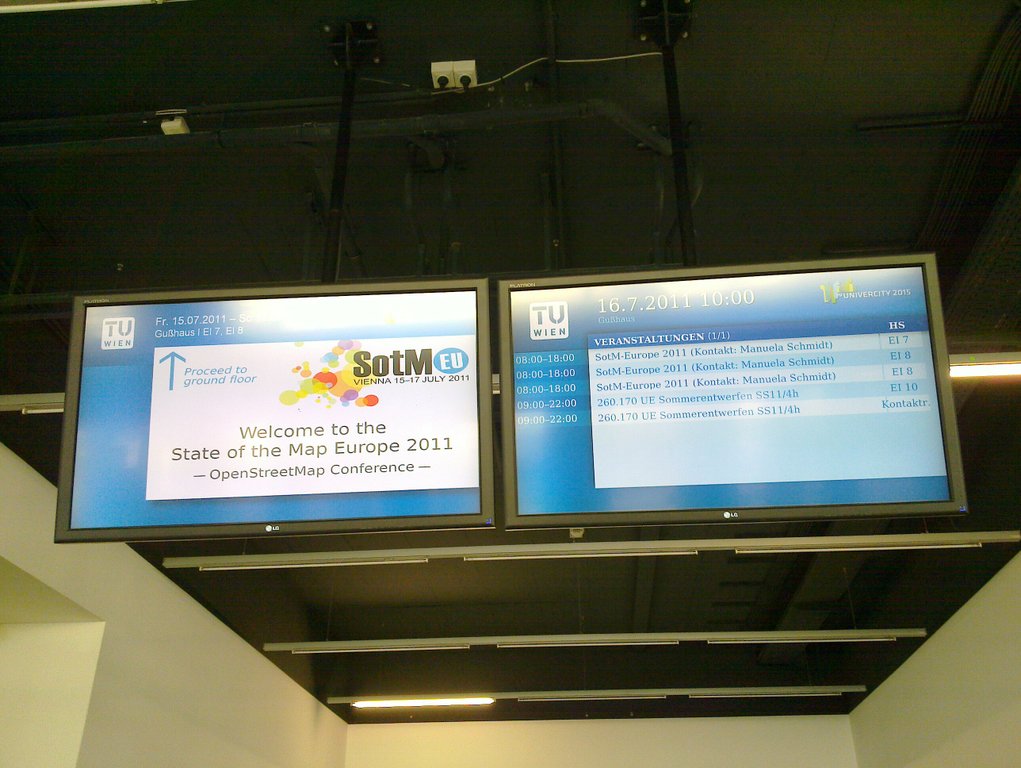 PLATRON
TU
WIEN
Fr. 15.07.2011 – So
Gußhaus I EI 7, EI 8
Proceed to
ground floor
SotM EU
VIENNA 15–17 JULY 2011
Welcome to the
State of the Map Europe 2011
— OpenStreetMap Conference —
LG
TU
WIEN
16.7.2011 10:00
Gußhaus
UNIVERCITY 2015
VERANSTALTUNGEN (1/1) HS
08:00–18:00 SotM-Europe 2011 (Kontakt: Manuela Schmidt) EI 7
08:00–18:00 SotM-Europe 2011 (Kontakt: Manuela Schmidt) EI 8
08:00–18:00 SotM-Europe 2011 (Kontakt: Manuela Schmidt) EI 8
09:00–22:00 260.170 UE Sommerentwerfen SS11/4h EI 10
09:00–22:00 260.170 UE Sommerentwerfen SS11/4h Kontaktr.
LG